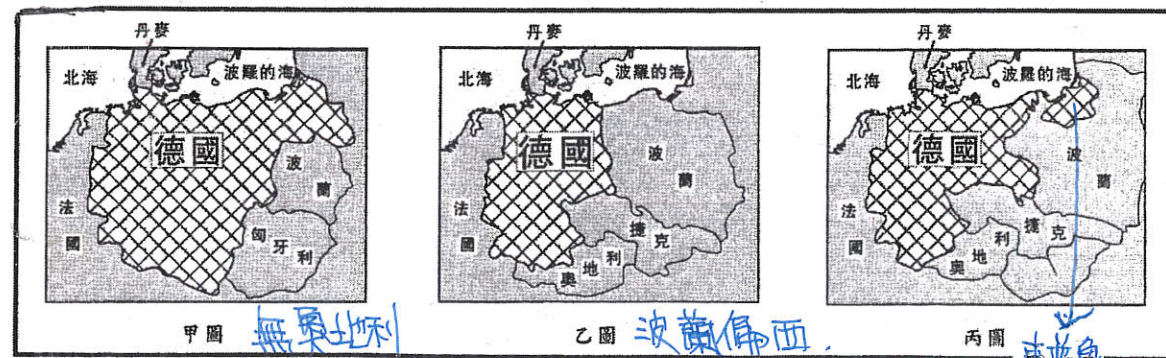 丹麥
北海
波羅的海
德國
波蘭
法國
匈牙利
甲圖
無奧地利
丹麥
波羅的海
北海
德國
波蘭
法國
捷克
奧地利
乙圖
波蘭偏西.
丹麥
波羅的海
北海
德國
波蘭
法國
捷克
奧地利
丙圖